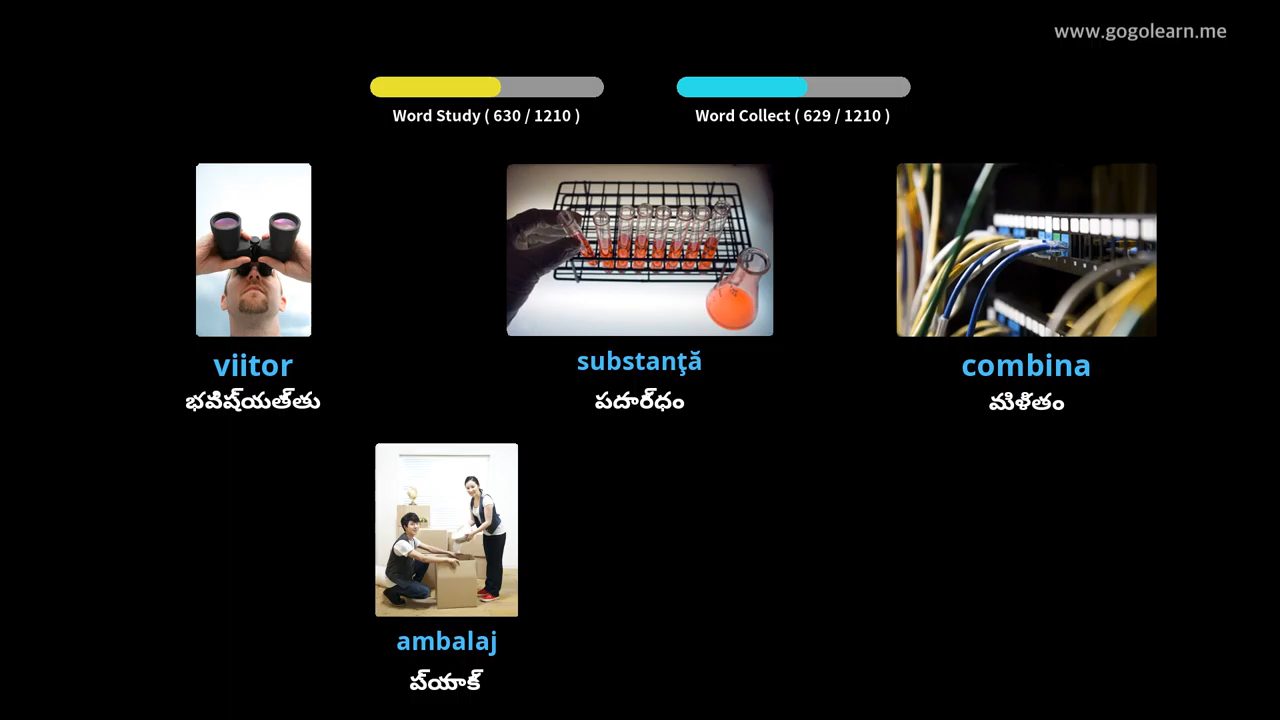 www.gogolearn.me
Word Study ( 630 / 1210 )
Word Collect ( 629 / 1210 )
viitor
substanţă
combina
భవిష్యత్తు
పదార్ధం
మిళితం
ambalaj
ప్యాక్